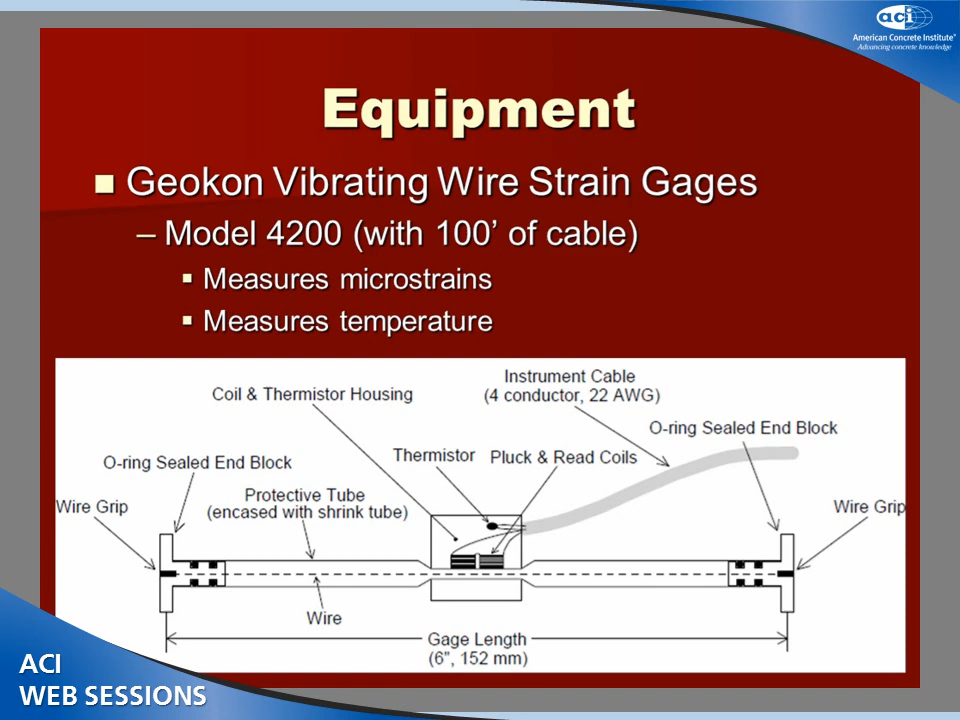 aci
American Concrete Institute®
Advancing concrete knowledge
Equipment
Geokon Vibrating Wire Strain Gages
– Model 4200 (with 100’ of cable)
Measures microstrains
Measures temperature
Instrument Cable
(4 conductor, 22 AWG)
Coil & Thermistor Housing
O-ring Sealed End Block
Thermistor
Pluck & Read Coils
O-ring Sealed End Block
Protective Tube
(encased with shrink tube)
Wire Grip
Wire Grip
Wire
Gage Length
(6", 152 mm)
ACI
WEB SESSIONS